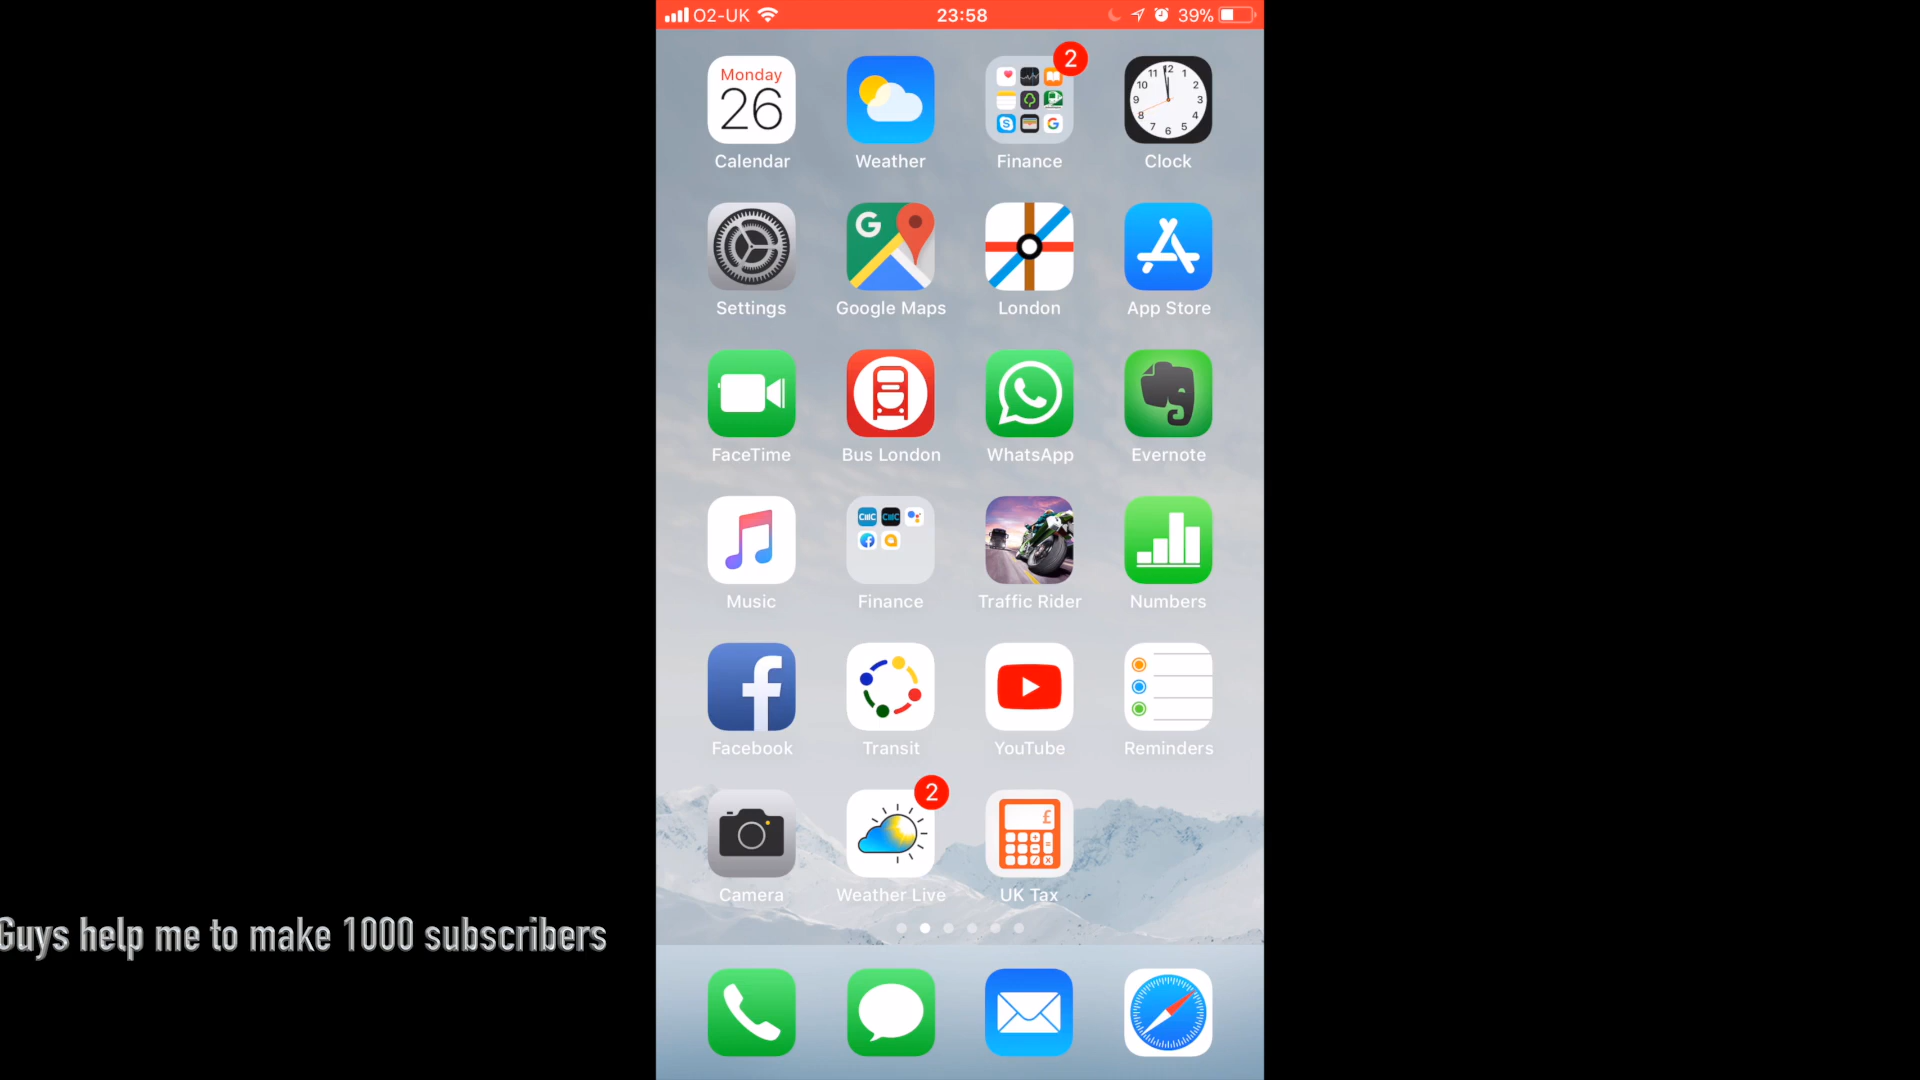 O2-UK 23:58 39%
2
Monday
26
Calendar Weather Finance Clock
Settings Google Maps London App Store
FaceTime Bus London WhatsApp Evernote
Music Finance Traffic Rider Numbers
Facebook Transit YouTube Reminders
2
£
Camera Weather Live UK Tax
Guys help me to make 1000 subscribers